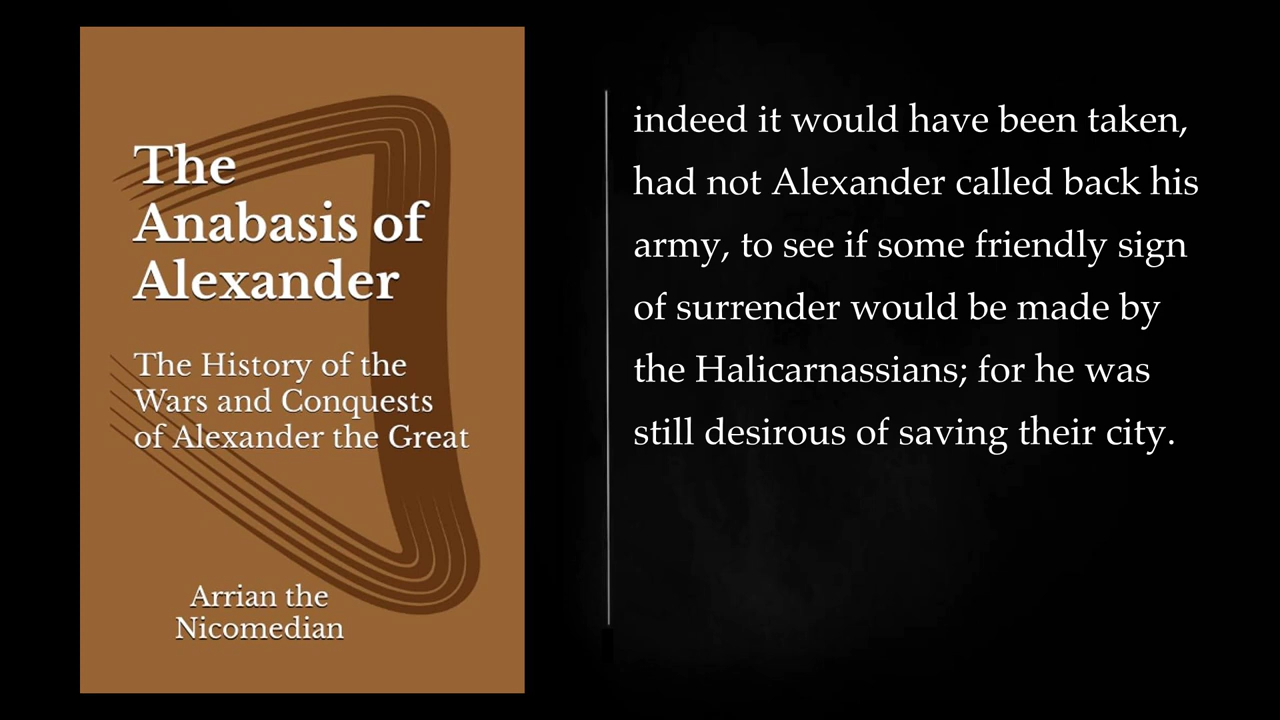 The
Anabasis of
Alexander
The History of the
Wars and Conquests
of Alexander the Great
Arrian the
Nicomedian
indeed it would have been taken,
had not Alexander called back his
army, to see if some friendly sign
of surrender would be made by
the Halicarnassians; for he was
still desirous of saving their city.